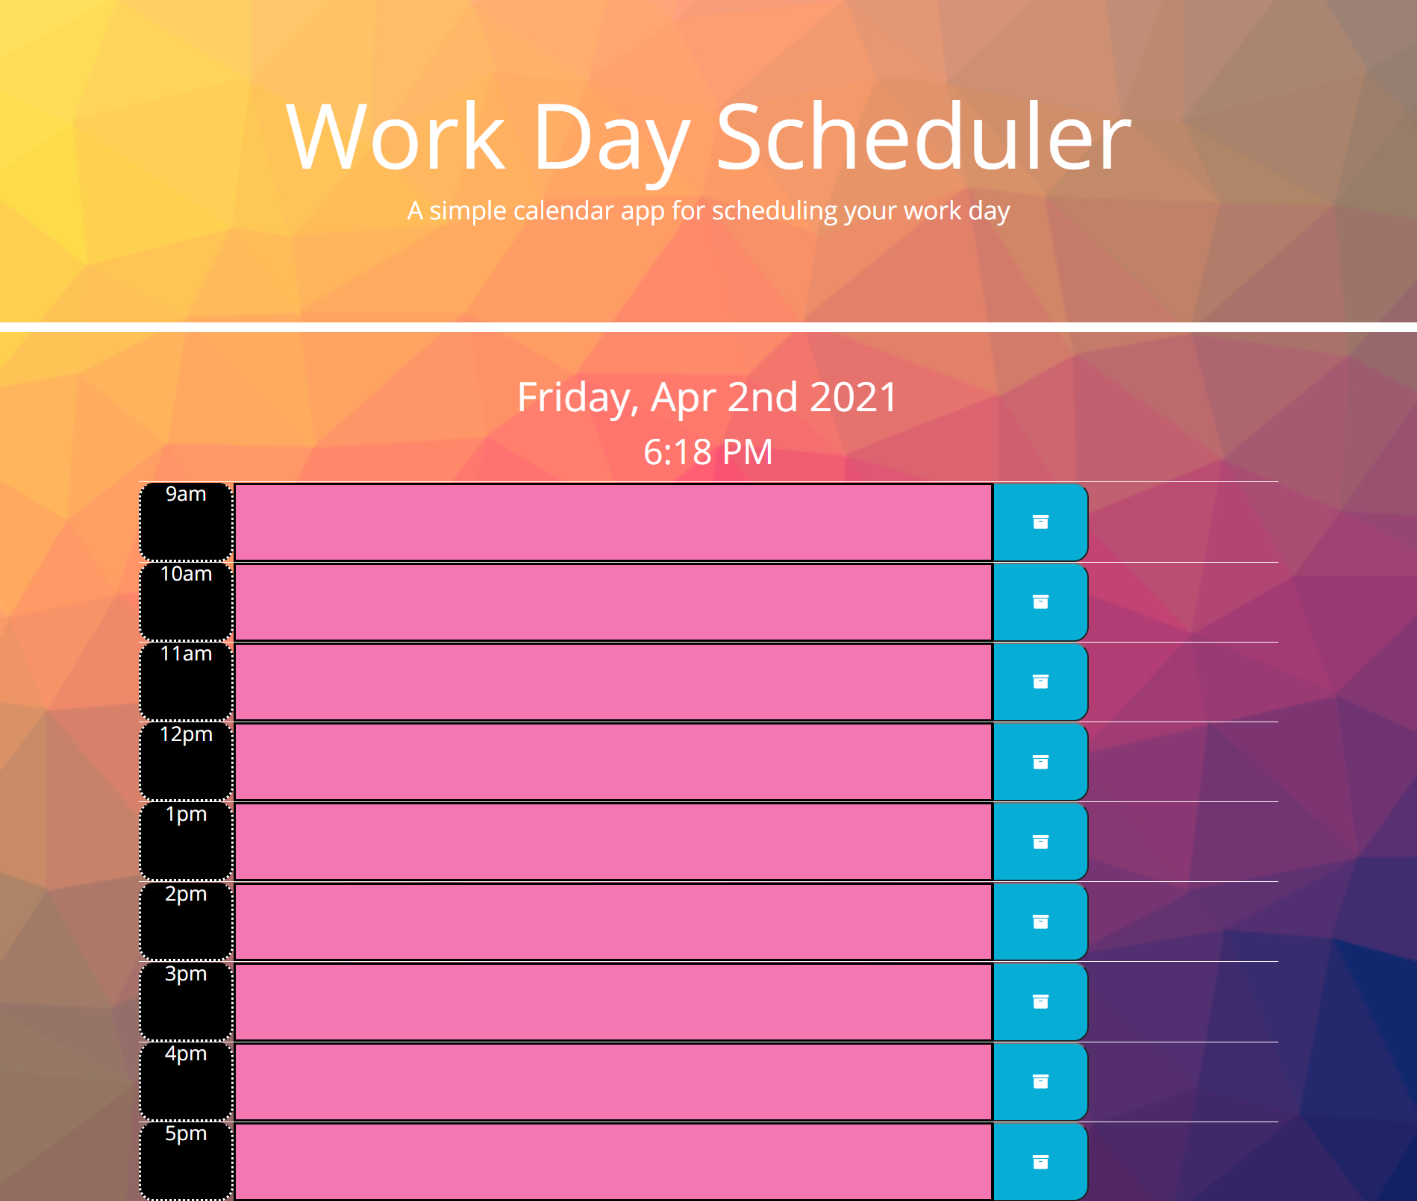 Work Day Scheduler
A simple calendar app for scheduling your work day
Friday, Apr 2nd 2021
6:18 PM
9am
10am
11am
12pm
1pm
2pm
3pm
4pm
5pm